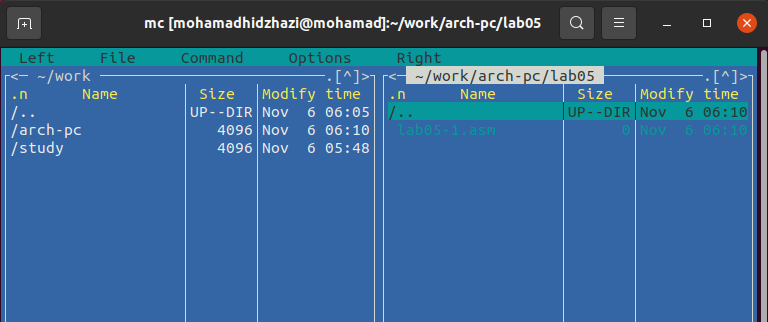 mc [mohamadhidzhazi@mohamad]:~/work/arch-pc/lab05
Left File Command Options Right
<─ ~/work ─.[^]>
.n Name Size Modify time
/.. UP--DIR Nov 6 06:05
/arch-pc 4096 Nov 6 06:10
/study 4096 Nov 6 05:48
<─ ~/work/arch-pc/lab05 ─.[^]>
.n Name Size Modify time
/.. UP--DIR Nov 6 06:10
lab05-1.asm 0 Nov 6 06:10